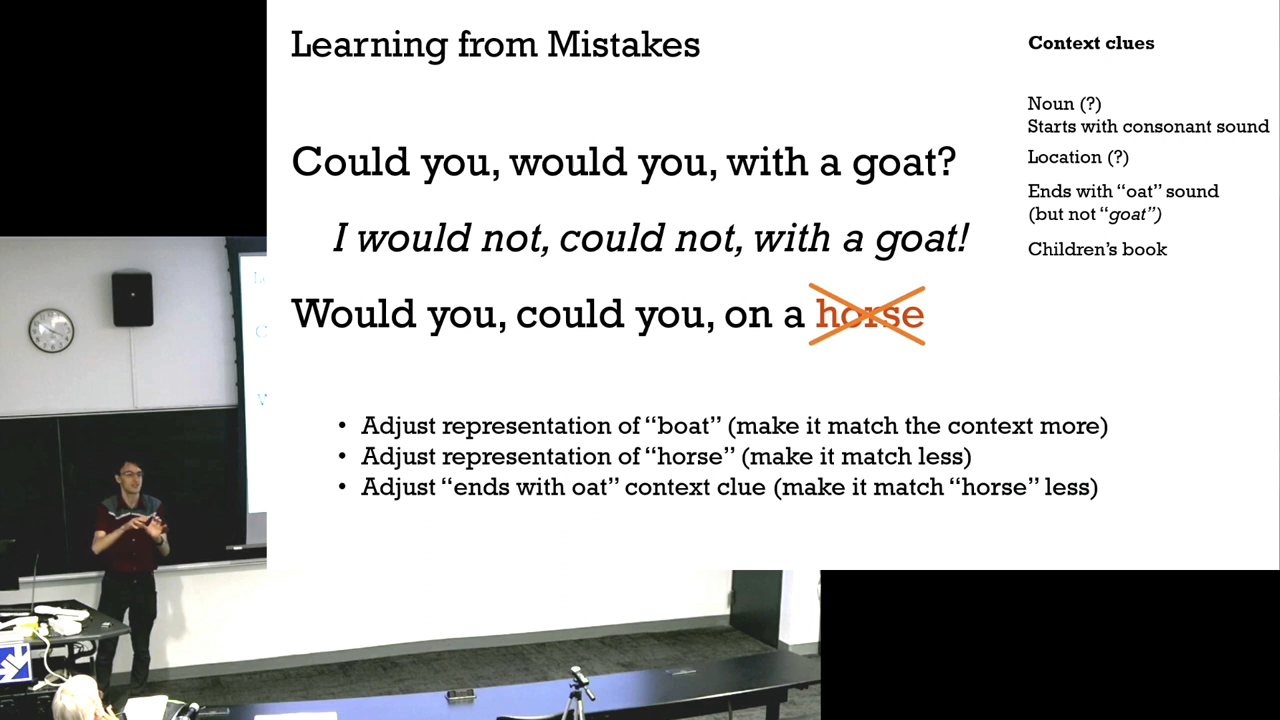 Learning from Mistakes
Could you, would you, with a goat?
I would not, could not, with a goat!
Would you, could you, on a horse
• Adjust representation of “boat” (make it match the context more)
• Adjust representation of “horse” (make it match less)
• Adjust “ends with oat” context clue (make it match “horse” less)
Context clues
Noun (?)
Starts with consonant sound
Location (?)
Ends with “oat” sound
(but not “goat”)
Children’s book